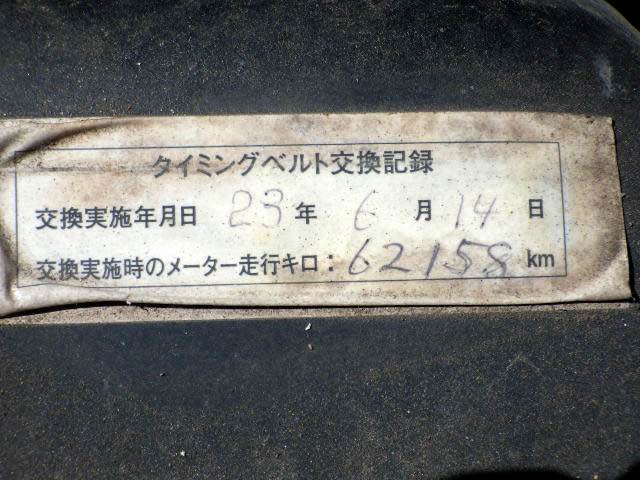 タイミングベルト交換記録
交換実施年月日 23 年 6 月 14 日
交換実施時のメーター走行キロ：62158 km